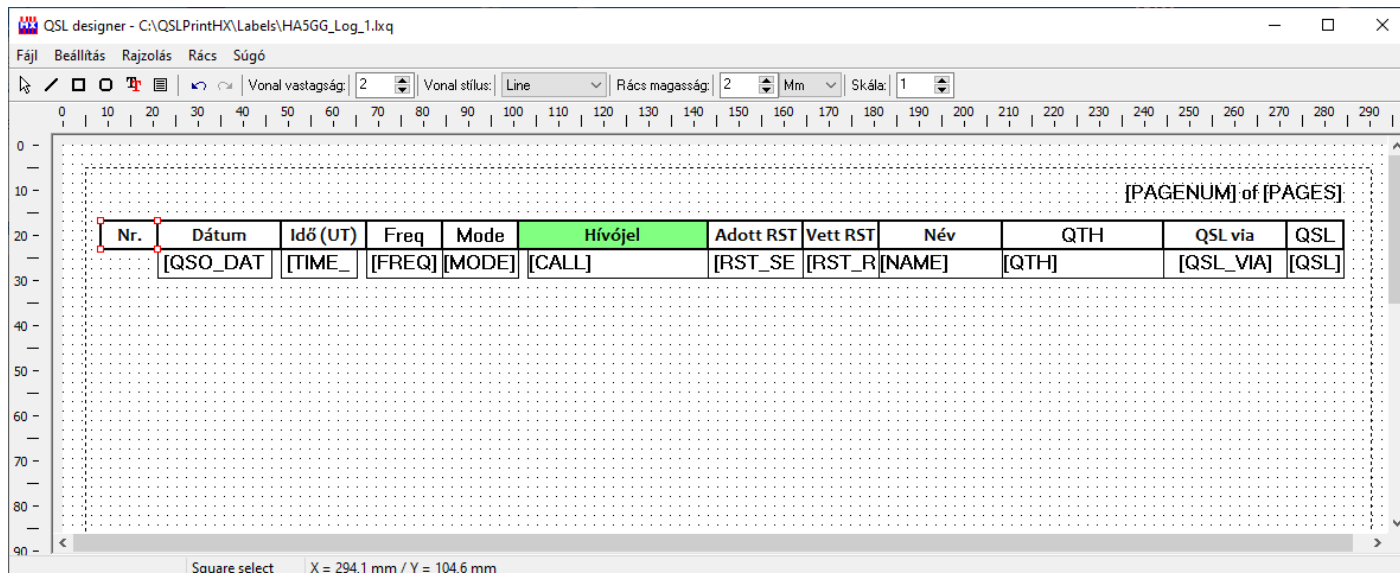 QSL designer - C:\QSLPrintHX\Labels\HA5GG_Log_1.lxq
Fájl Beállítás Rajzolás Rács Súgó
Vonal vastagság: 2 Vonal stílus: Line Rács magasság: 2 Mm Skála: 1
0 10 20 30 40 50 60 70 80 90 100 110 120 130 140 150 160 170 180 190 200 210 220 230 240 250 260 270 280 290
0
10
[PAGENUM] of [PAGES]
20 Nr. Dátum Idő (UT) Freq Mode Hívójel Adott RST Vett RST Név QTH QSL via QSL
[QSO_DAT [TIME_ [FREQ] [MODE] [CALL] [RST_SE [RST_R [NAME] [QTH] [QSL_VIA] [QSL]
30
40
50
60
70
80
90
Square select X = 294,1 mm / Y = 104,6 mm